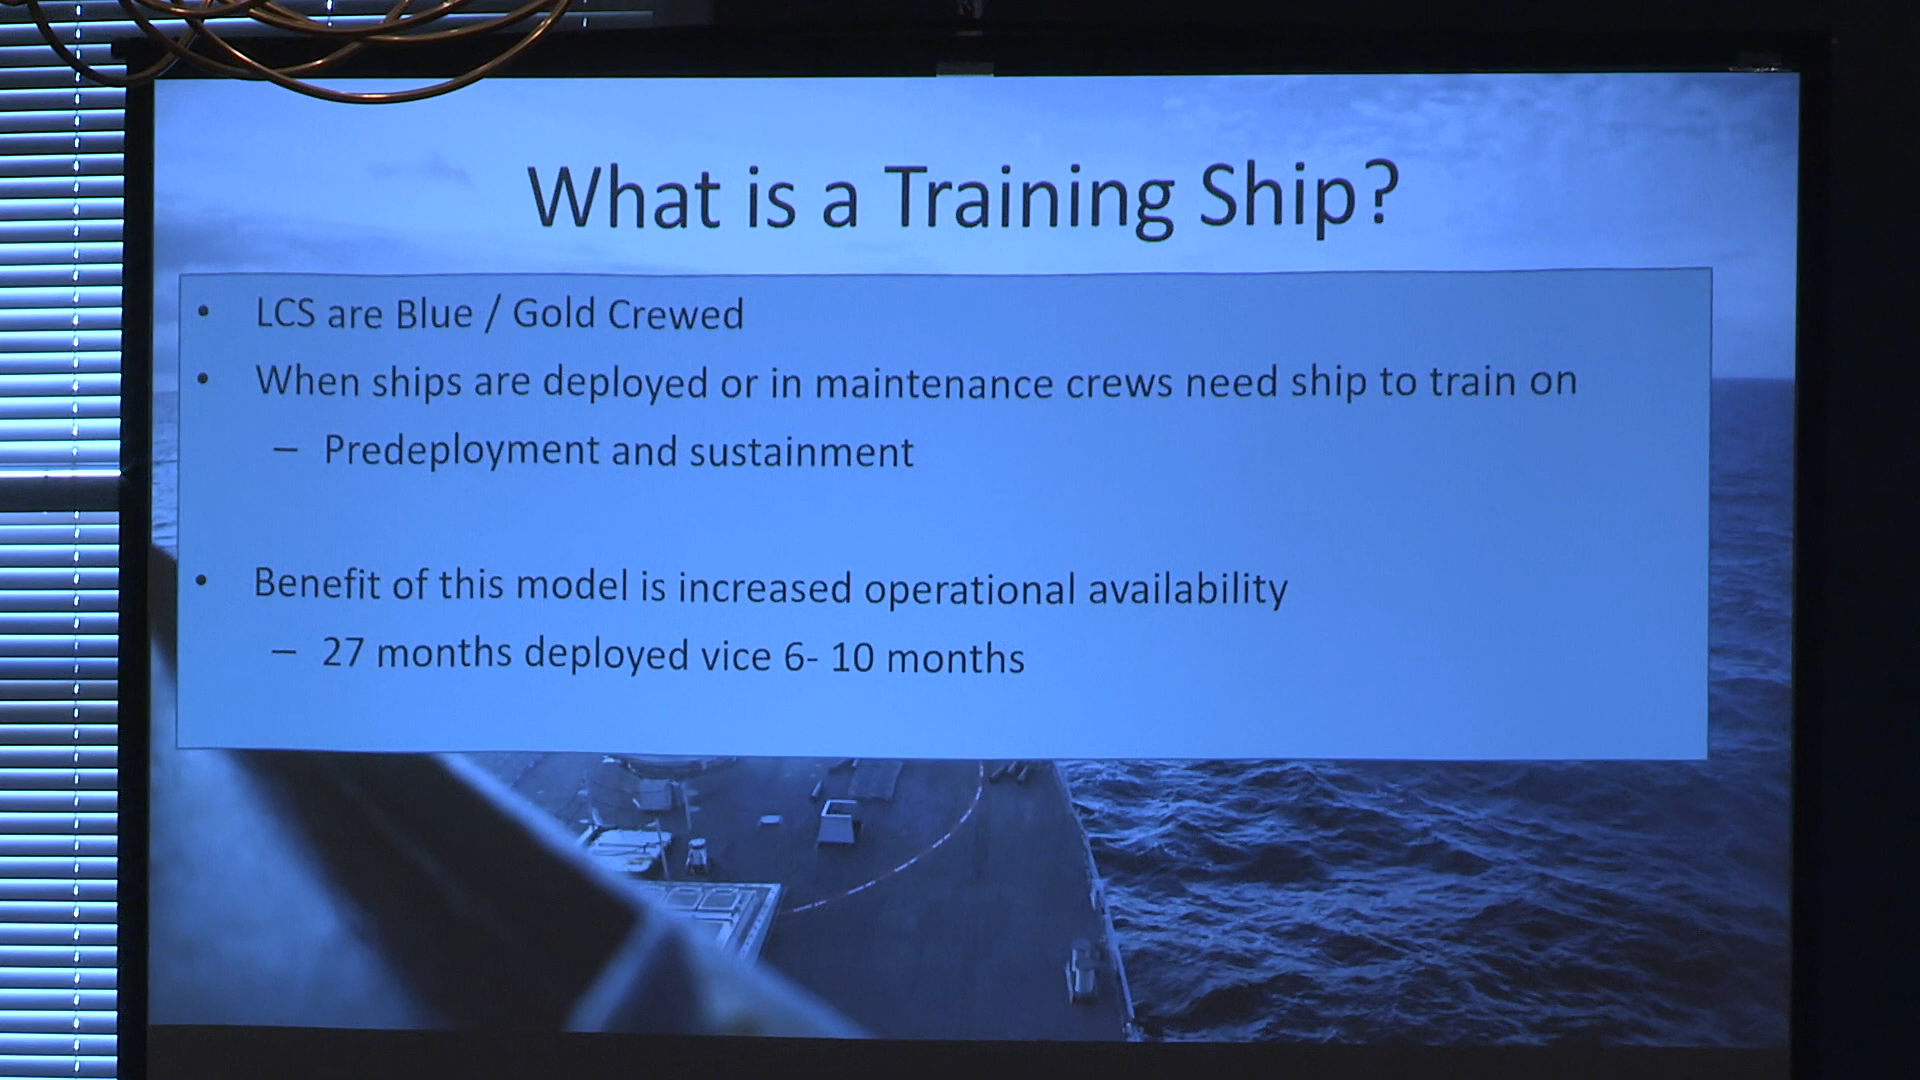 What is a Training Ship?
• LCS are Blue / Gold Crewed
• When ships are deployed or in maintenance crews need ship to train on
– Predeployment and sustainment
• Benefit of this model is increased operational availability
– 27 months deployed vice 6- 10 months